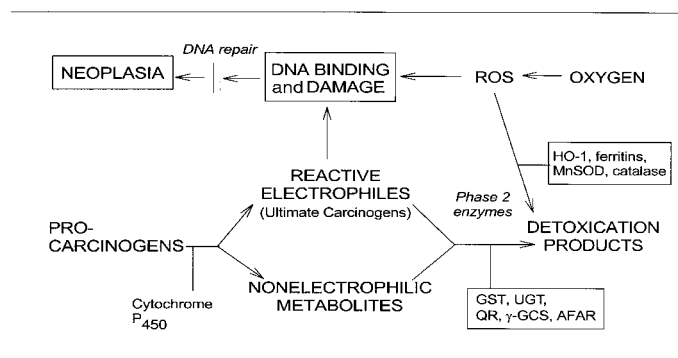 DNA repair
NEOPLASIA
DNA BINDING
and DAMAGE
ROS
OXYGEN
HO-1, ferritins,
MnSOD, catalase
REACTIVE
ELECTROPHILES
(Ultimate Carcinogens)
Phase 2
enzymes
PRO-
CARCINOGENS
DETOXICATION
PRODUCTS
NONELECTROPHILIC
METABOLITES
Cytochrome
P450
GST, UGT,
QR, γ-GCS, AFAR